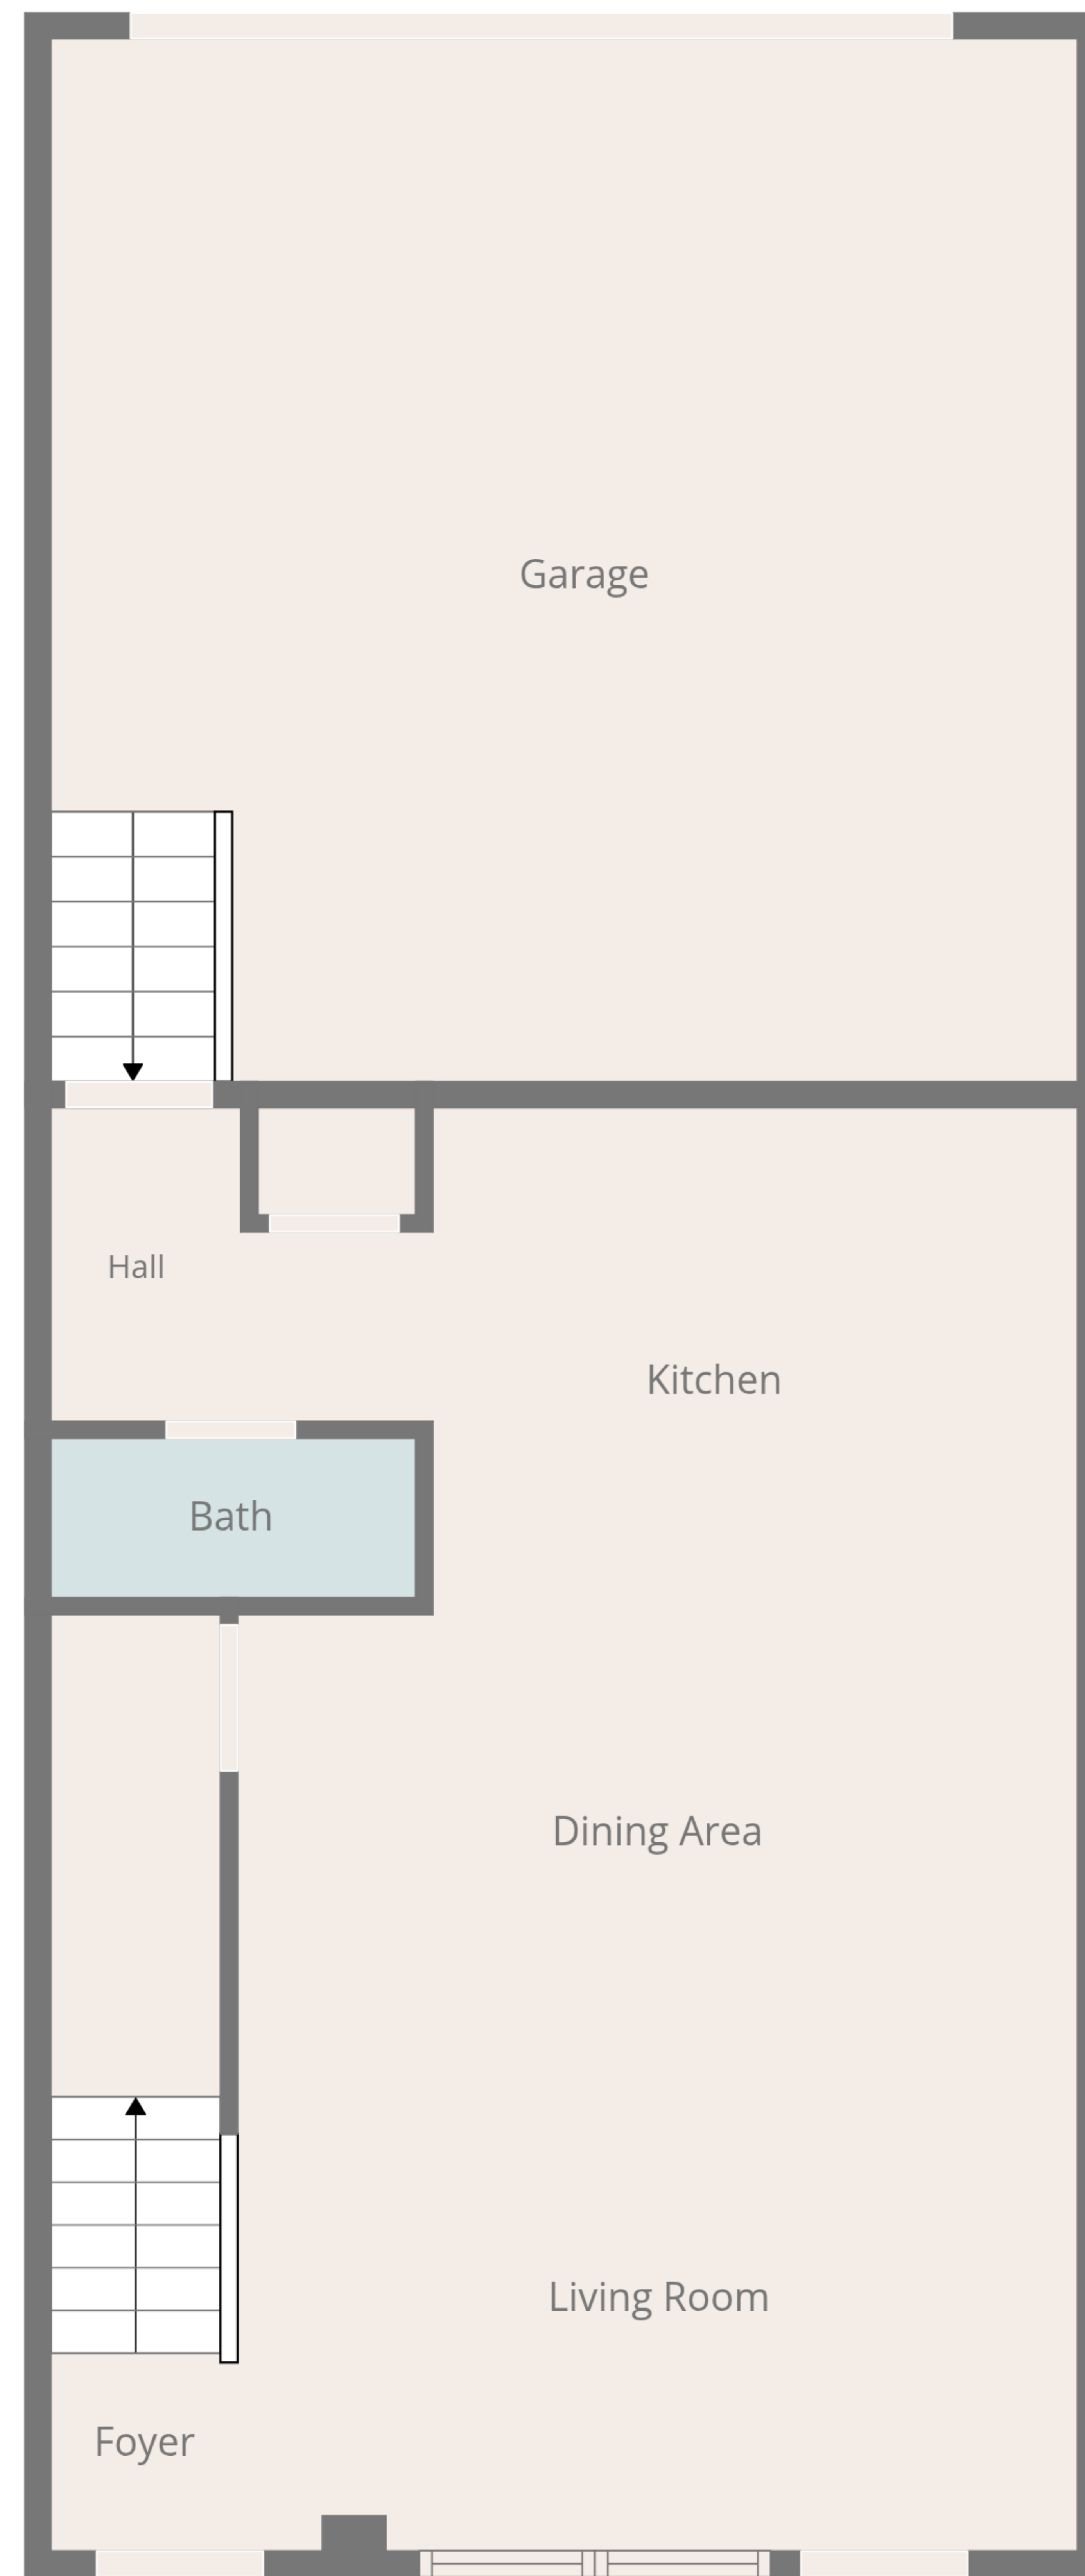 Garage
Hall
Kitchen
Bath
Dining Area
Living Room
Foyer